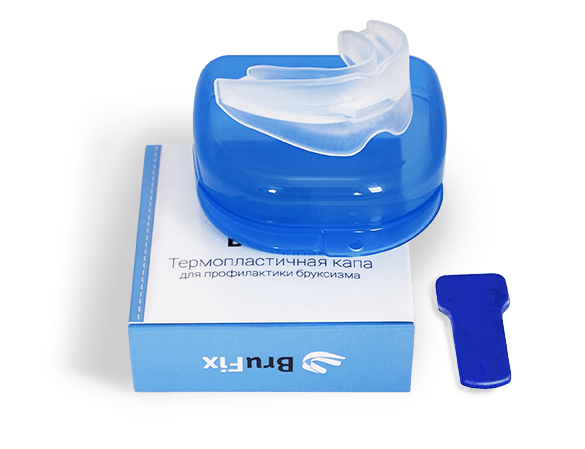 Термопластичная капа
для профилактики бруксизма
BruFix